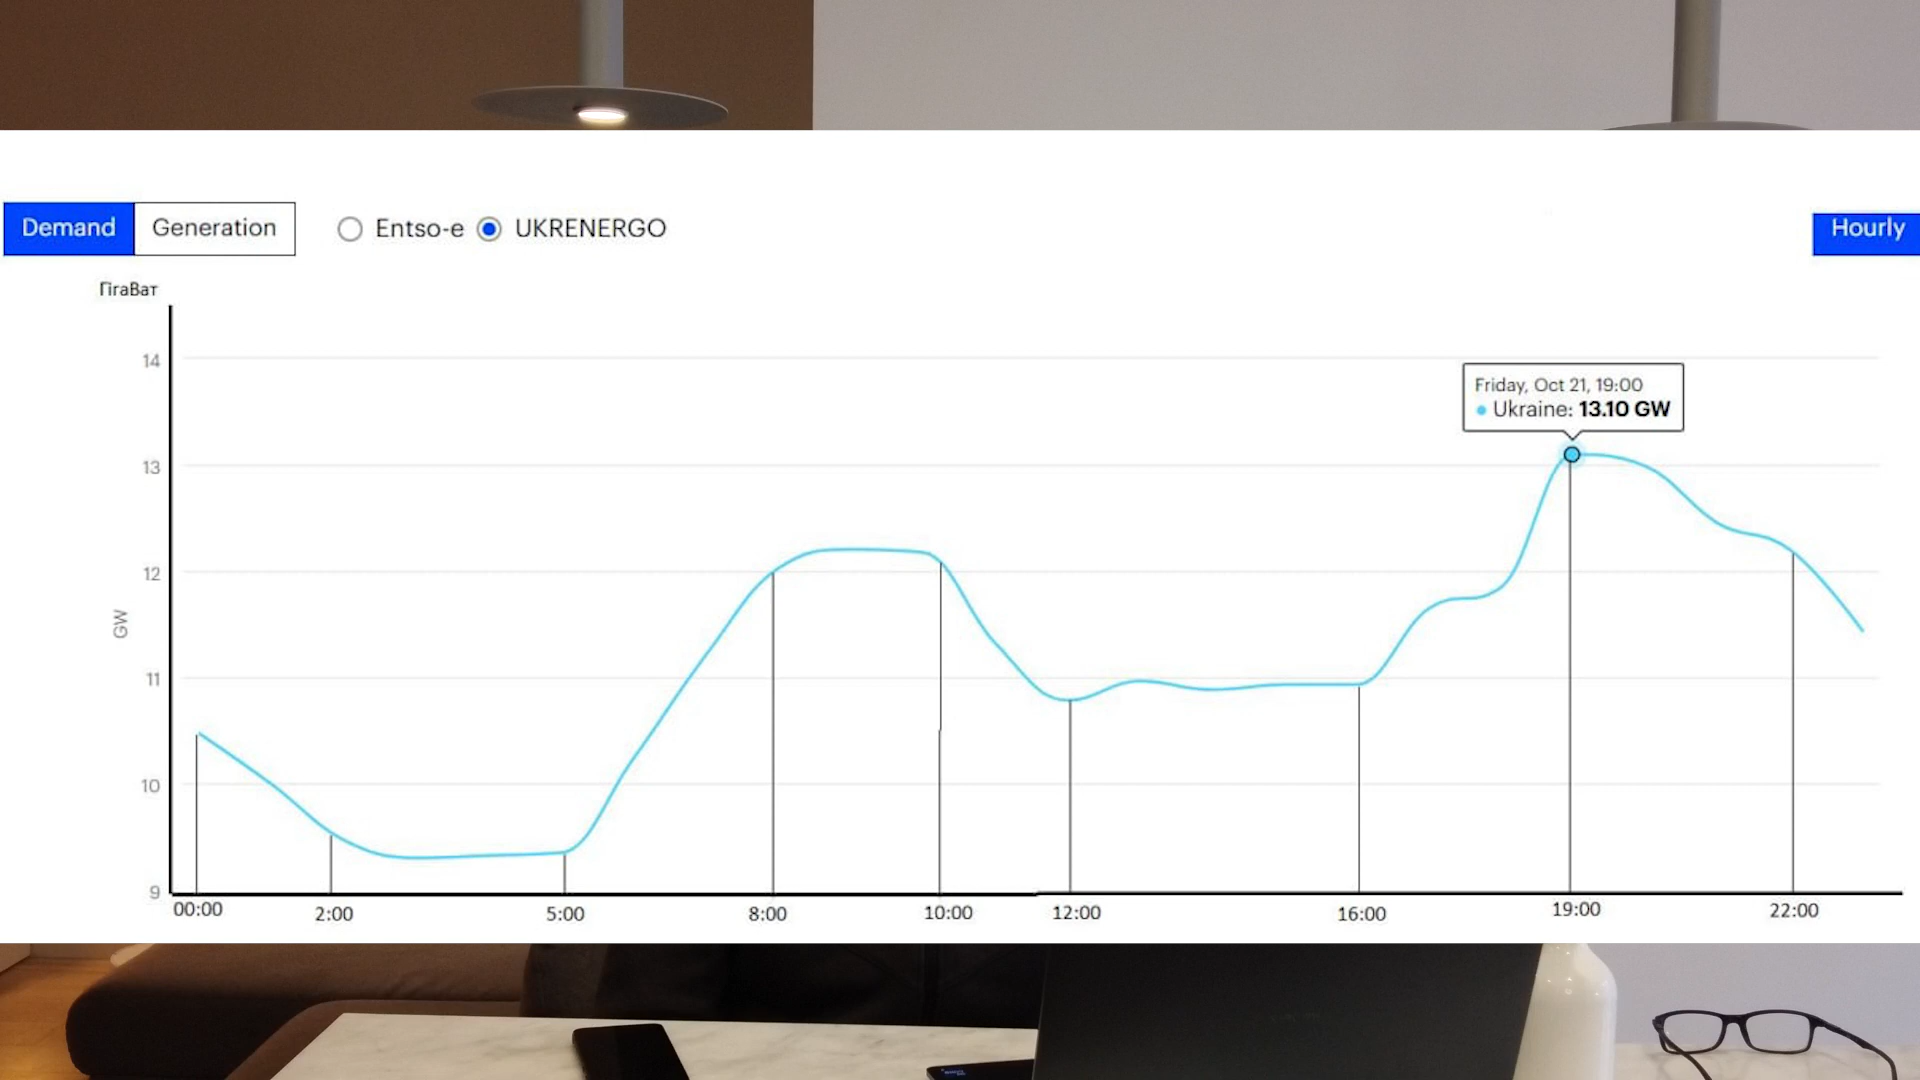 Demand Generation Entso-e UKRENERGO Hourly
ГігаВат
14
Friday, Oct 21, 19:00
Ukraine: 13.10 GW
13
12
GW
11
10
9
00:00 2:00 5:00 8:00 10:00 12:00 16:00 19:00 22:00